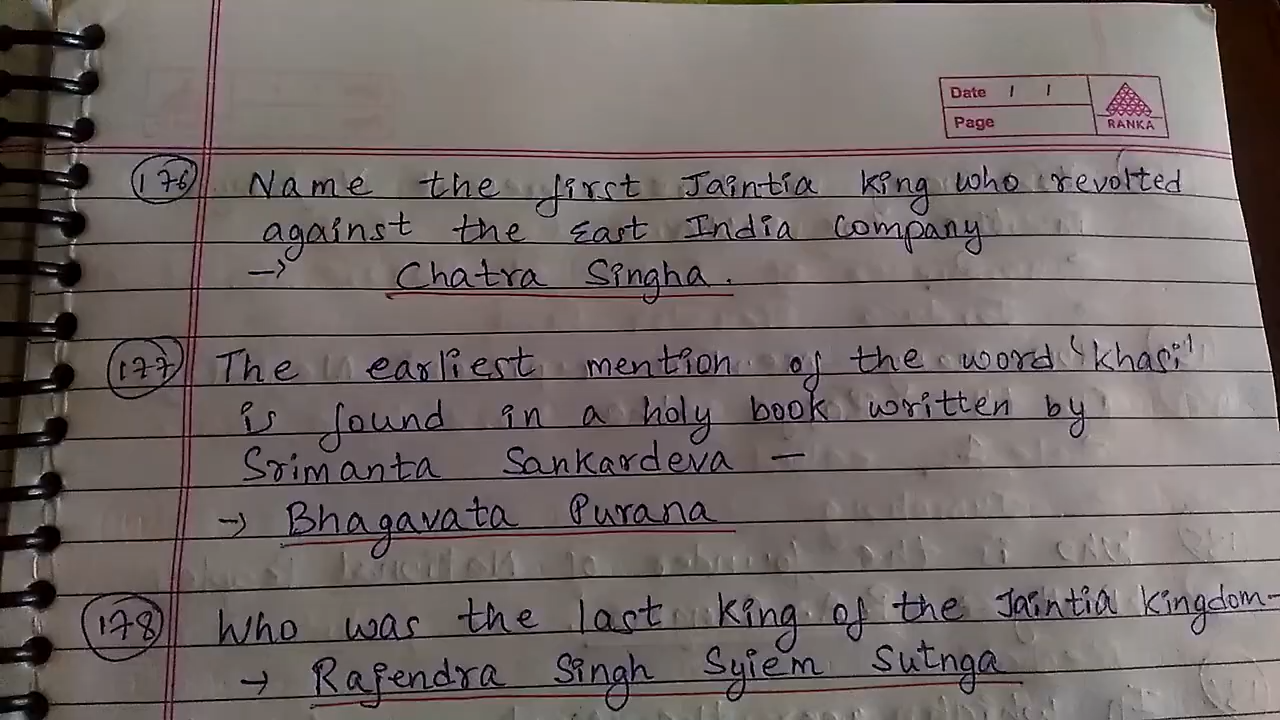 Date / /
Page
RANKA
176 Name the first Jaintia king who revolted
against the East India Company
→ Chatra Singha.
177 The earliest mention of the word 'khasi'
is found in a holy book written by
Srimanta Sankardeva —
→ Bhagavata Purana
178 Who was the last king of the Jaintia kingdom-
→ Rajendra Singh Syiem Sutnga